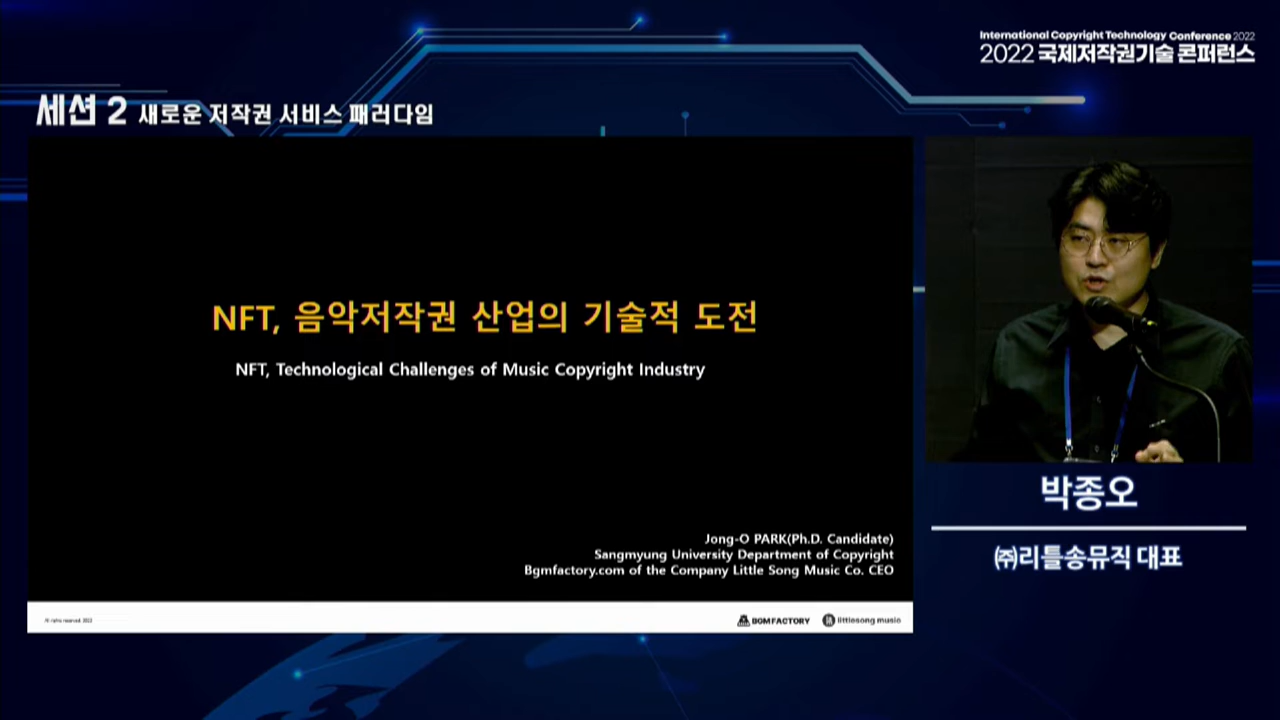 International Copyright Technology Conference 2022
2022 국제저작권기술 콘퍼런스
세션 2 새로운 저작권 서비스 패러다임
NFT, 음악저작권 산업의 기술적 도전
NFT, Technological Challenges of Music Copyright Industry
Jong-O PARK(Ph.D. Candidate)
Sangmyung University Department of Copyright
Bgmfactory.com of the Company Little Song Music Co. CEO
All rights reserved. 2022
BGMFACTORY
littlesong music
박종오
㈜리틀송뮤직 대표